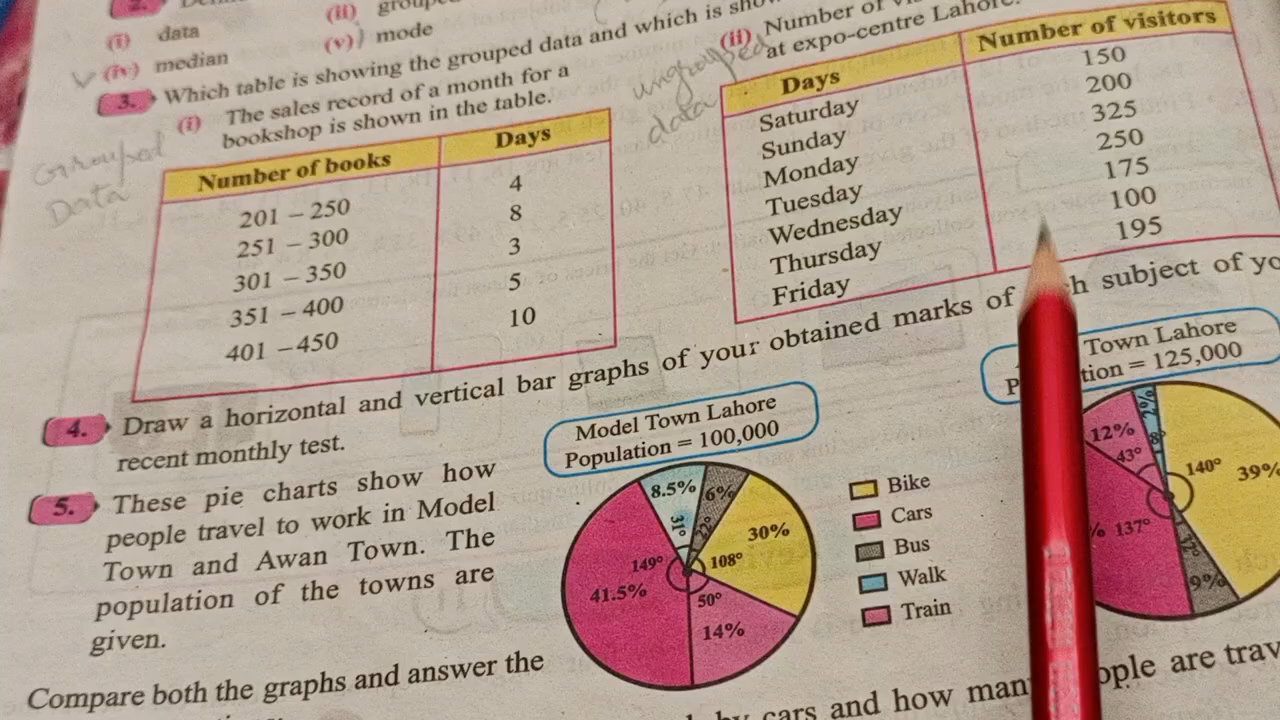 2.
(i) data
(ii)
(iv) median
(v) mode
3. Which table is showing the grouped data and which is
(i) The sales record of a month for a
bookshop is shown in the table.
Grouped
Data
Number of books Days
201 – 250 4
251 – 300 8
301 – 350 3
351 – 400 5
401 – 450 10
ungrouped
data
(ii) Number of
at expo-centre Lahore.
Days Number of visitors
Saturday 150
Sunday 200
Monday 325
Tuesday 250
Wednesday 175
Thursday 100
Friday 195
4. Draw a horizontal and vertical bar graphs of your obtained marks of subject of
recent monthly test.
5. These pie charts show how
people travel to work in Model
Town and Awan Town. The
population of the towns are
given.
Model Town Lahore
Population = 100,000
8.5%
6%
31°
22°
30%
149°
108°
41.5%
50°
14%
Bike
Cars
Bus
Walk
Train
Town Lahore
= 125,000
2%
12%
8°
43°
140°
39%
137°
32°
9%
Compare both the graphs and answer the
by cars and how many are